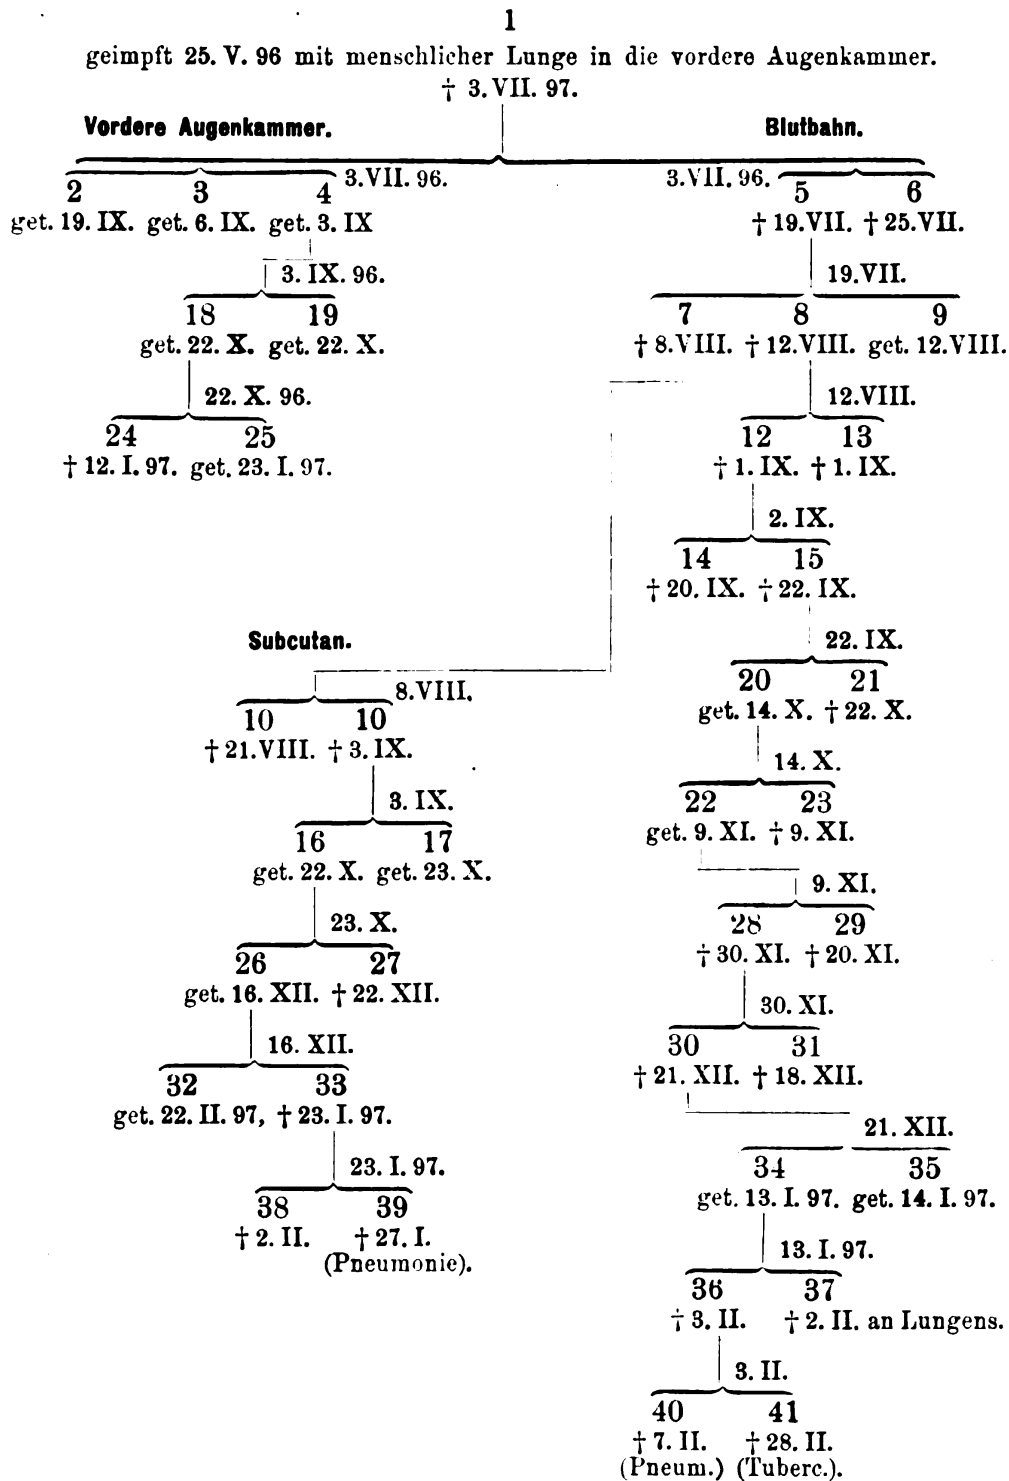 1
geimpft 25. V. 96 mit menschlicher Lunge in die vordere Augenkammer.
† 3. VII. 97.
Vordere Augenkammer. Blutbahn.
3. VII. 96. 3. VII. 96.
2 3 4 5 6
get. 19. IX. get. 6. IX. get. 3. IX † 19. VII. † 25. VII.
3. IX. 96. 19. VII.
18 19 7 8 9
get. 22. X. get. 22. X. † 8. VIII. † 12. VIII. get. 12. VIII.
22. X. 96. 12. VIII.
24 25 12 13
† 12. I. 97. get. 23. I. 97. † 1. IX. † 1. IX.
2. IX.
14 15
† 20. IX. † 22. IX.
Subcutan. 22. IX.
8. VIII. 20 21
10 10 get. 14. X. † 22. X.
† 21. VIII. † 3. IX. 14. X.
3. IX. 22 23
16 17 get. 9. XI. † 9. XI.
get. 22. X. get. 23. X. 9. XI.
23. X. 28 29
26 27 † 30. XI. † 20. XI.
get. 16. XII. † 22. XII. 30. XI.
16. XII. 30 31
32 33 † 21. XII. † 18. XII.
get. 22. II. 97, † 23. I. 97. 21. XII.
23. I. 97. 34 35
38 39 get. 13. I. 97. get. 14. I. 97.
† 2. II. † 27. I. 13. I. 97.
(Pneumonie). 36 37
† 3. II. † 2. II. an Lungens.
3. II.
40 41
† 7. II. † 28. II.
(Pneum.) (Tuberc.).